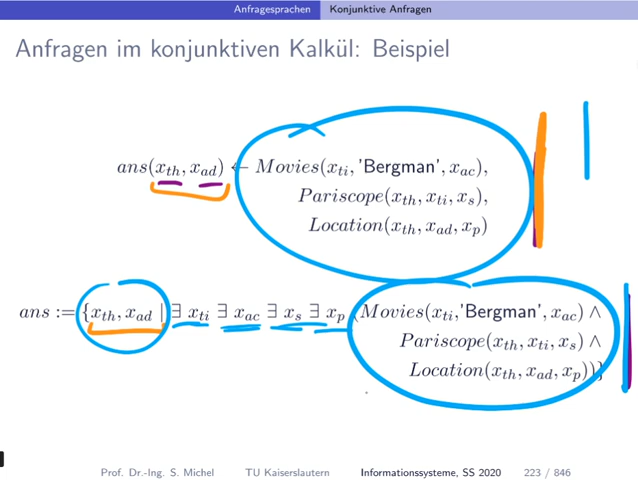 Anfragesprachen Konjunktive Anfragen
Anfragen im konjunktiven Kalkül: Beispiel
ans(x_th, x_ad) ← Movies(x_ti, 'Bergman', x_ac),
Pariscope(x_th, x_ti, x_s),
Location(x_th, x_ad, x_p)
ans := {x_th, x_ad | ∃ x_ti ∃ x_ac ∃ x_s ∃ x_p (Movies(x_ti,'Bergman', x_ac) ∧
Pariscope(x_th, x_ti, x_s) ∧
Location(x_th, x_ad, x_p))}
Prof. Dr.-Ing. S. Michel TU Kaiserslautern Informationssysteme, SS 2020 223 / 846